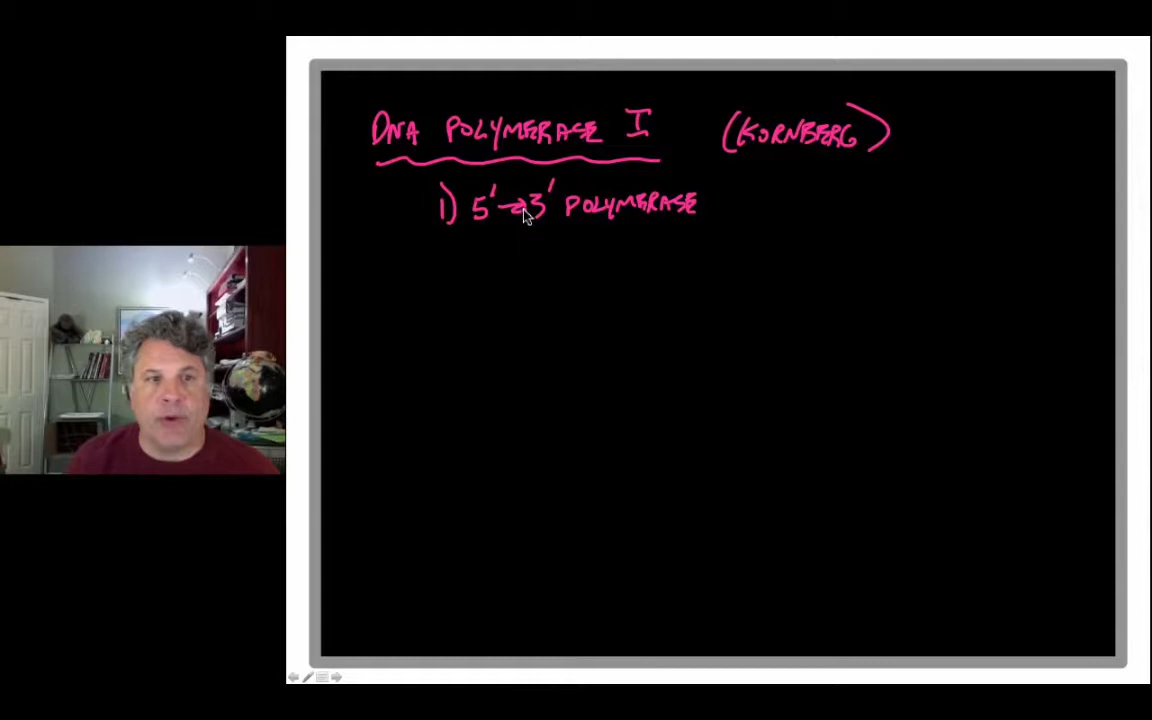 DNA POLYMERASE I (KORNBERG)
1) 5'→3' POLYMERASE